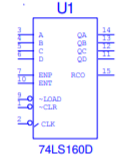 U1
3 A QA 14
4 B QB 13
5 C QC 12
6 D QD 11
7 ENP RCO 15
10 ENT
9 ~LOAD
1 ~CLR
2 CLK
74LS160D